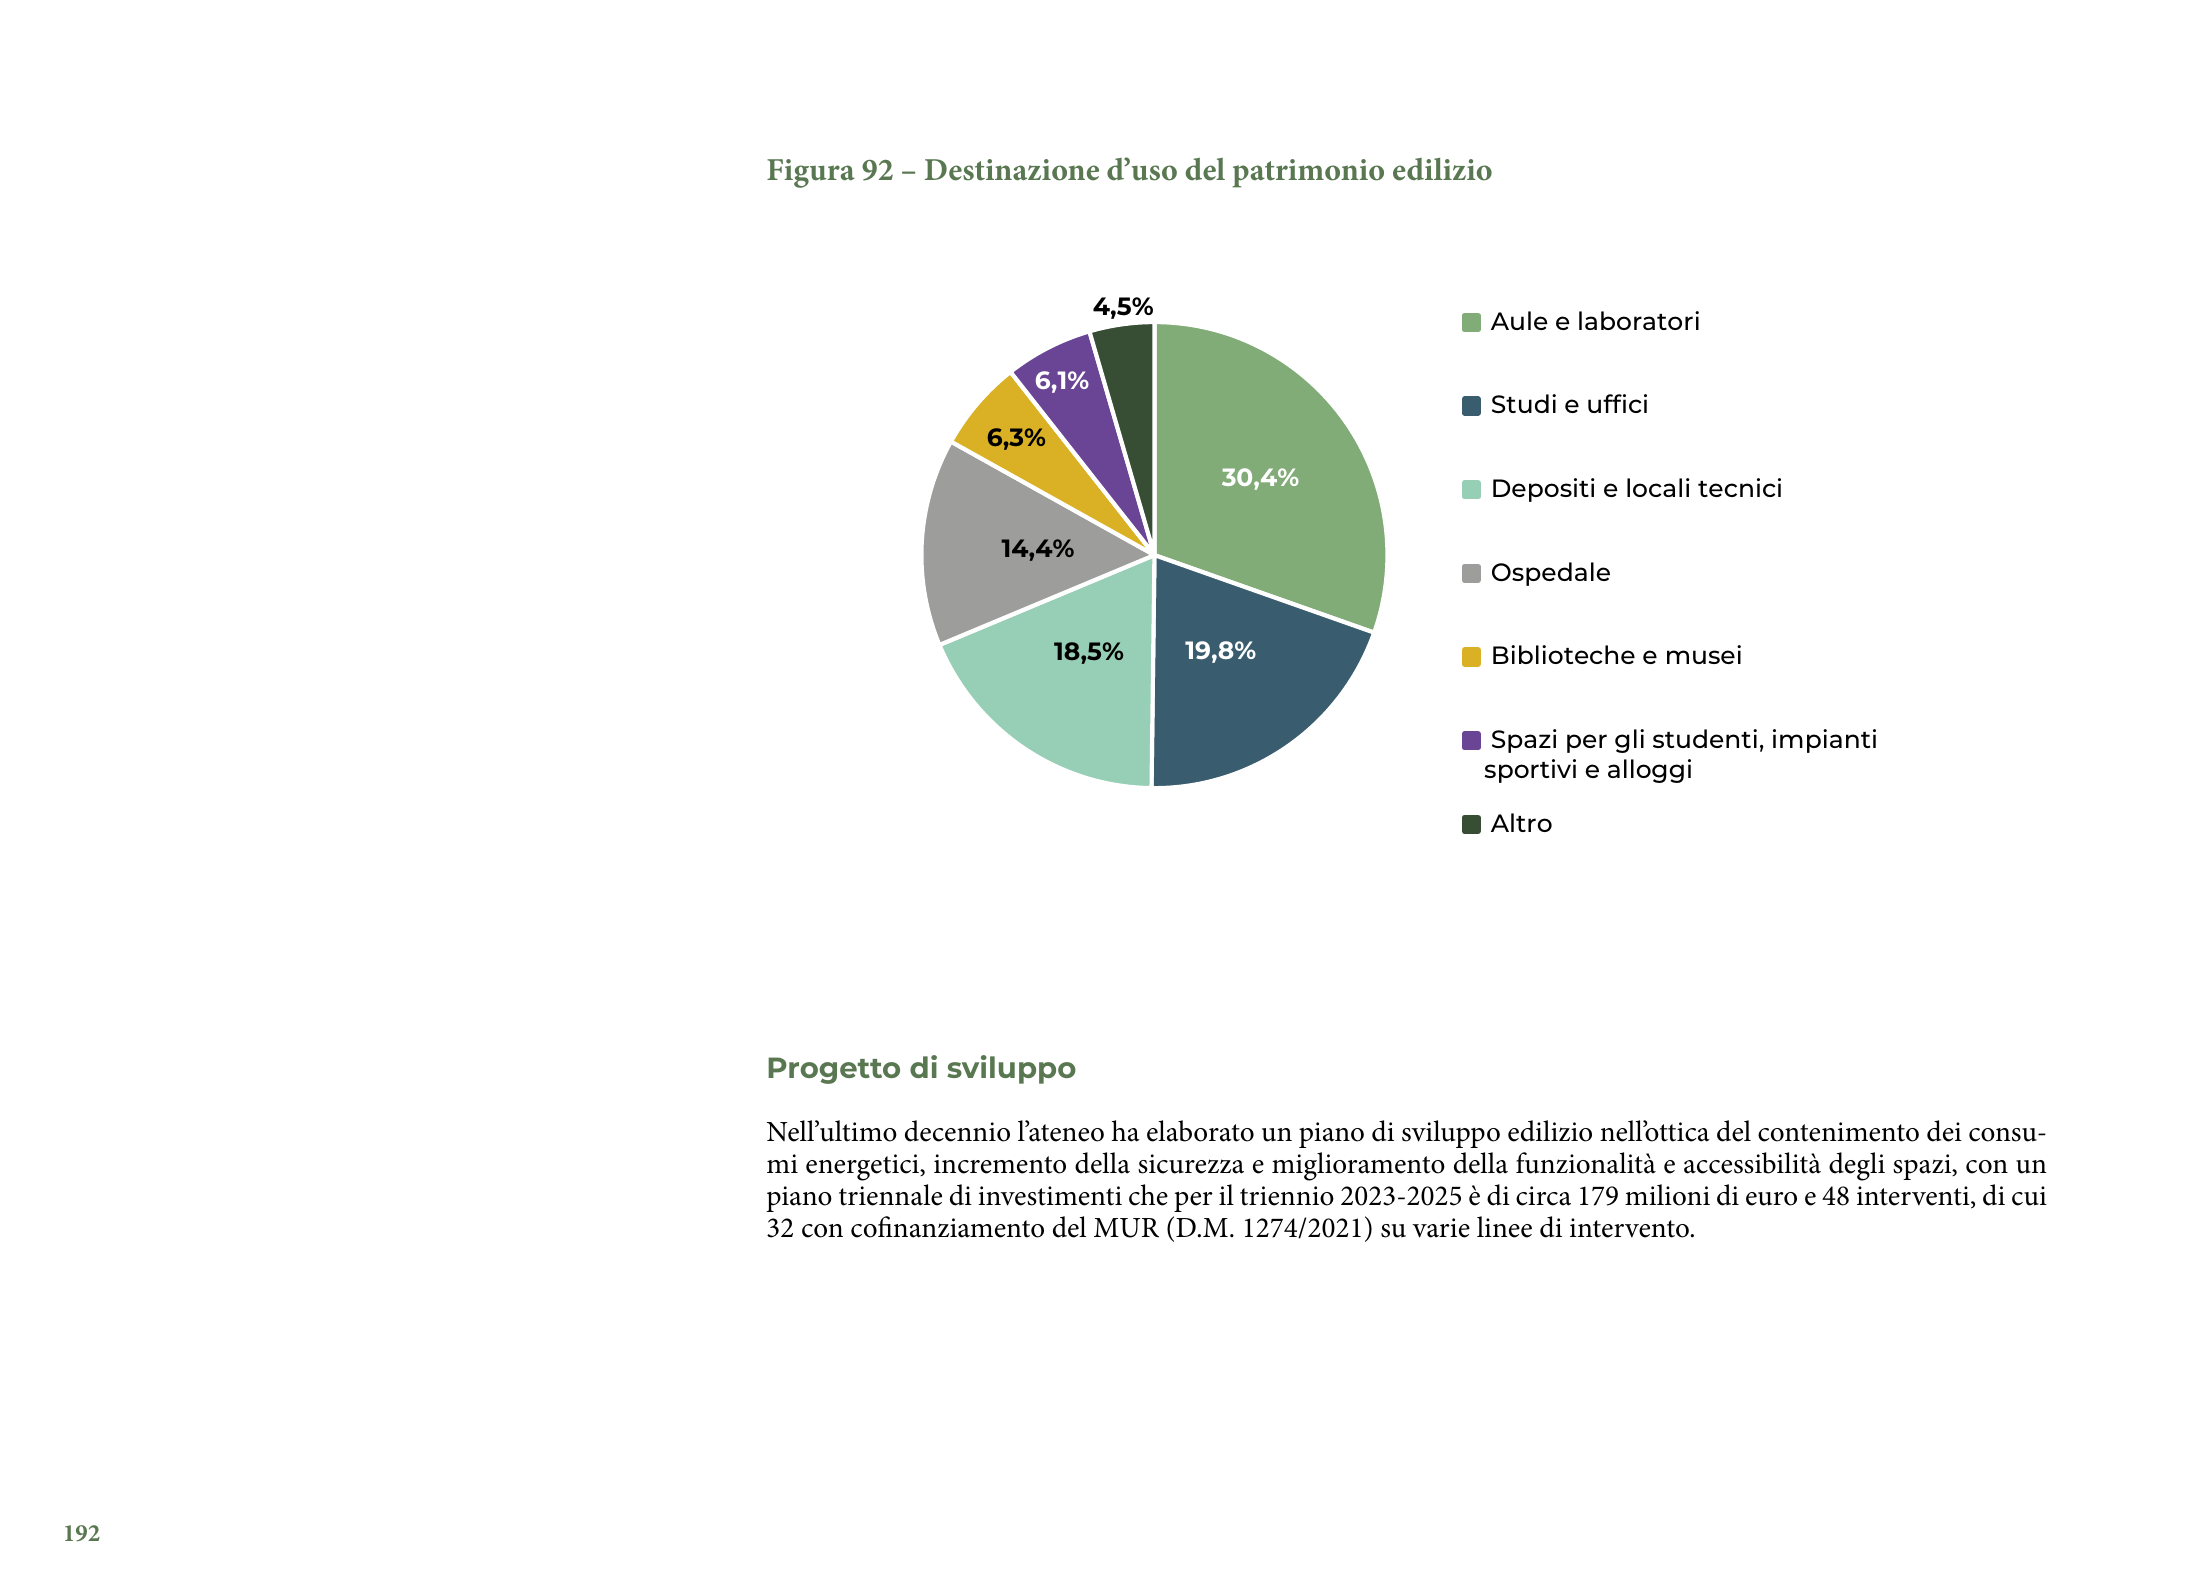 Figura 92 – Destinazione d’uso del patrimonio edilizio
4,5%
6,1%
6,3%
30,4%
14,4%
18,5%
19,8%
Aule e laboratori
Studi e uffici
Depositi e locali tecnici
Ospedale
Biblioteche e musei
Spazi per gli studenti, impianti
sportivi e alloggi
Altro
Progetto di sviluppo
Nell’ultimo decennio l’ateneo ha elaborato un piano di sviluppo edilizio nell’ottica del contenimento dei consu-
mi energetici, incremento della sicurezza e miglioramento della funzionalità e accessibilità degli spazi, con un
piano triennale di investimenti che per il triennio 2023-2025 è di circa 179 milioni di euro e 48 interventi, di cui
32 con cofinanziamento del MUR (D.M. 1274/2021) su varie linee di intervento.
192